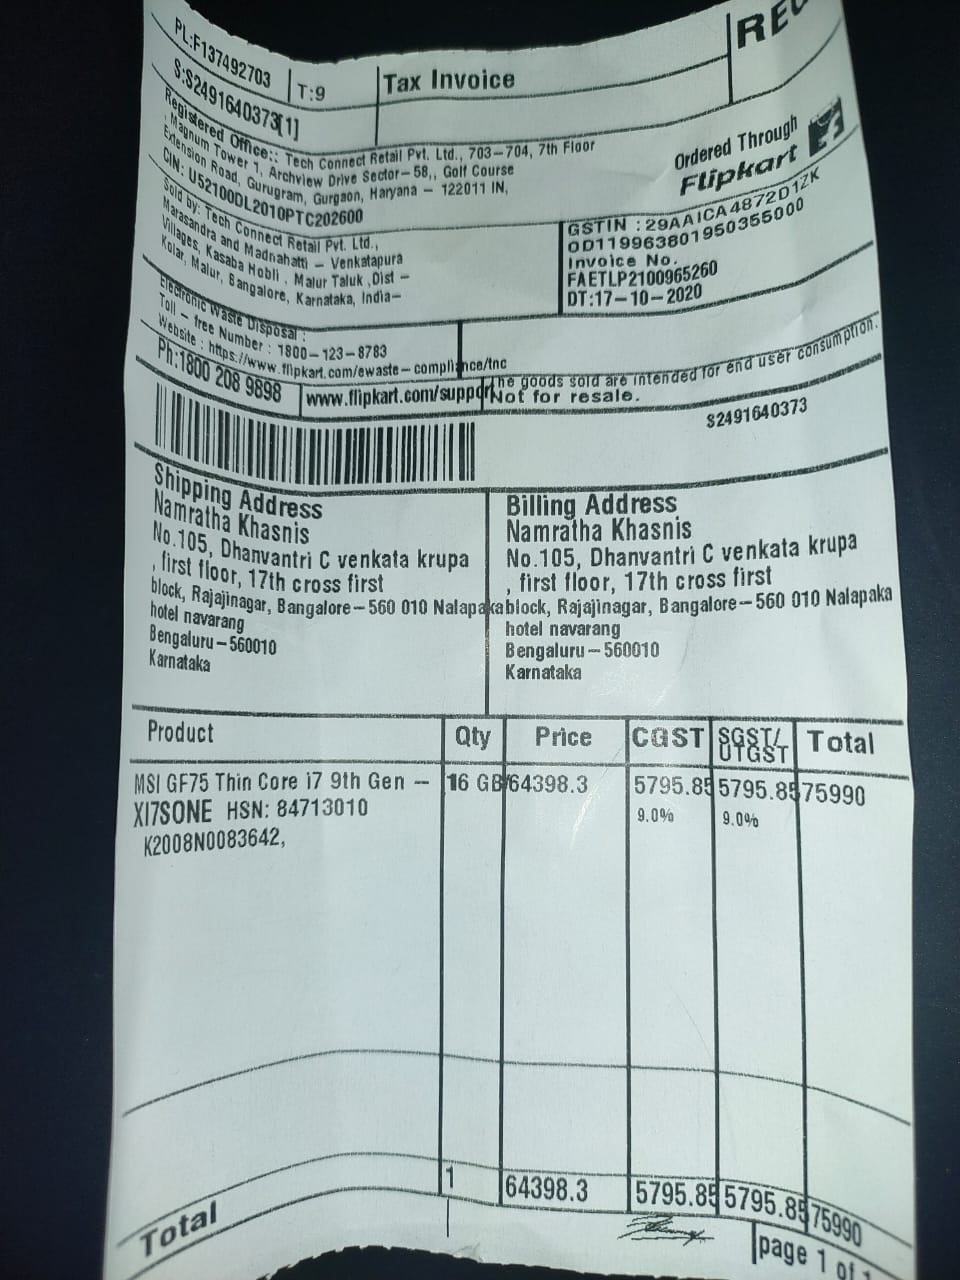 PL:F137492703
T:9
Tax Invoice
S:S2491640373[1]
Registered Office:: Tech Connect Retail Pvt. Ltd., 703-704, 7th Floor
, Magnum Tower 1, Archview Drive Sector-58,, Golf Course
Extension Road, Gurugram, Gurgaon, Haryana - 122011 IN,
CIN: U52100DL2010PTC202600
Ordered Through
Flipkart
Sold by: Tech Connect Retail Pvt. Ltd.,
Marasandra and Madnahatti - Venkatapura
Villages, Kasaba Hobli , Malur Taluk ,Dist -
Kolar, Malur, Bangalore, Karnataka, India-
GSTIN : 29AAICA4872D1ZK
OD119963801950355000
Invoice No.
FAETLP2100965260
DT:17-10-2020
Electronic Waste Disposal :
Toll - free Number : 1800-123-8783
Website : https://www.flipkart.com/ewaste-compliance/tnc
Ph:1800 208 9898
www.flipkart.com/support
The goods sold are intended for end user consumption.
Not for resale.
S2491640373
Shipping Address
Namratha Khasnis
No.105, Dhanvantri C venkata krupa
, first floor, 17th cross first
block, Rajajinagar, Bangalore-560 010 Nalapaka
hotel navarang
Bengaluru-560010
Karnataka
Billing Address
Namratha Khasnis
No.105, Dhanvantri C venkata krupa
, first floor, 17th cross first
block, Rajajinagar, Bangalore-560 010 Nalapaka
hotel navarang
Bengaluru-560010
Karnataka
Product Qty Price CGST SGST/UTGST Total
MSI GF75 Thin Core i7 9th Gen - 16 GB/ 64398.3 5795.85 5795.85 75990
XI7SONE HSN: 84713010 9.0% 9.0%
K2008N0083642,
Total 1 64398.3 5795.85 5795.85 75990
page 1 of